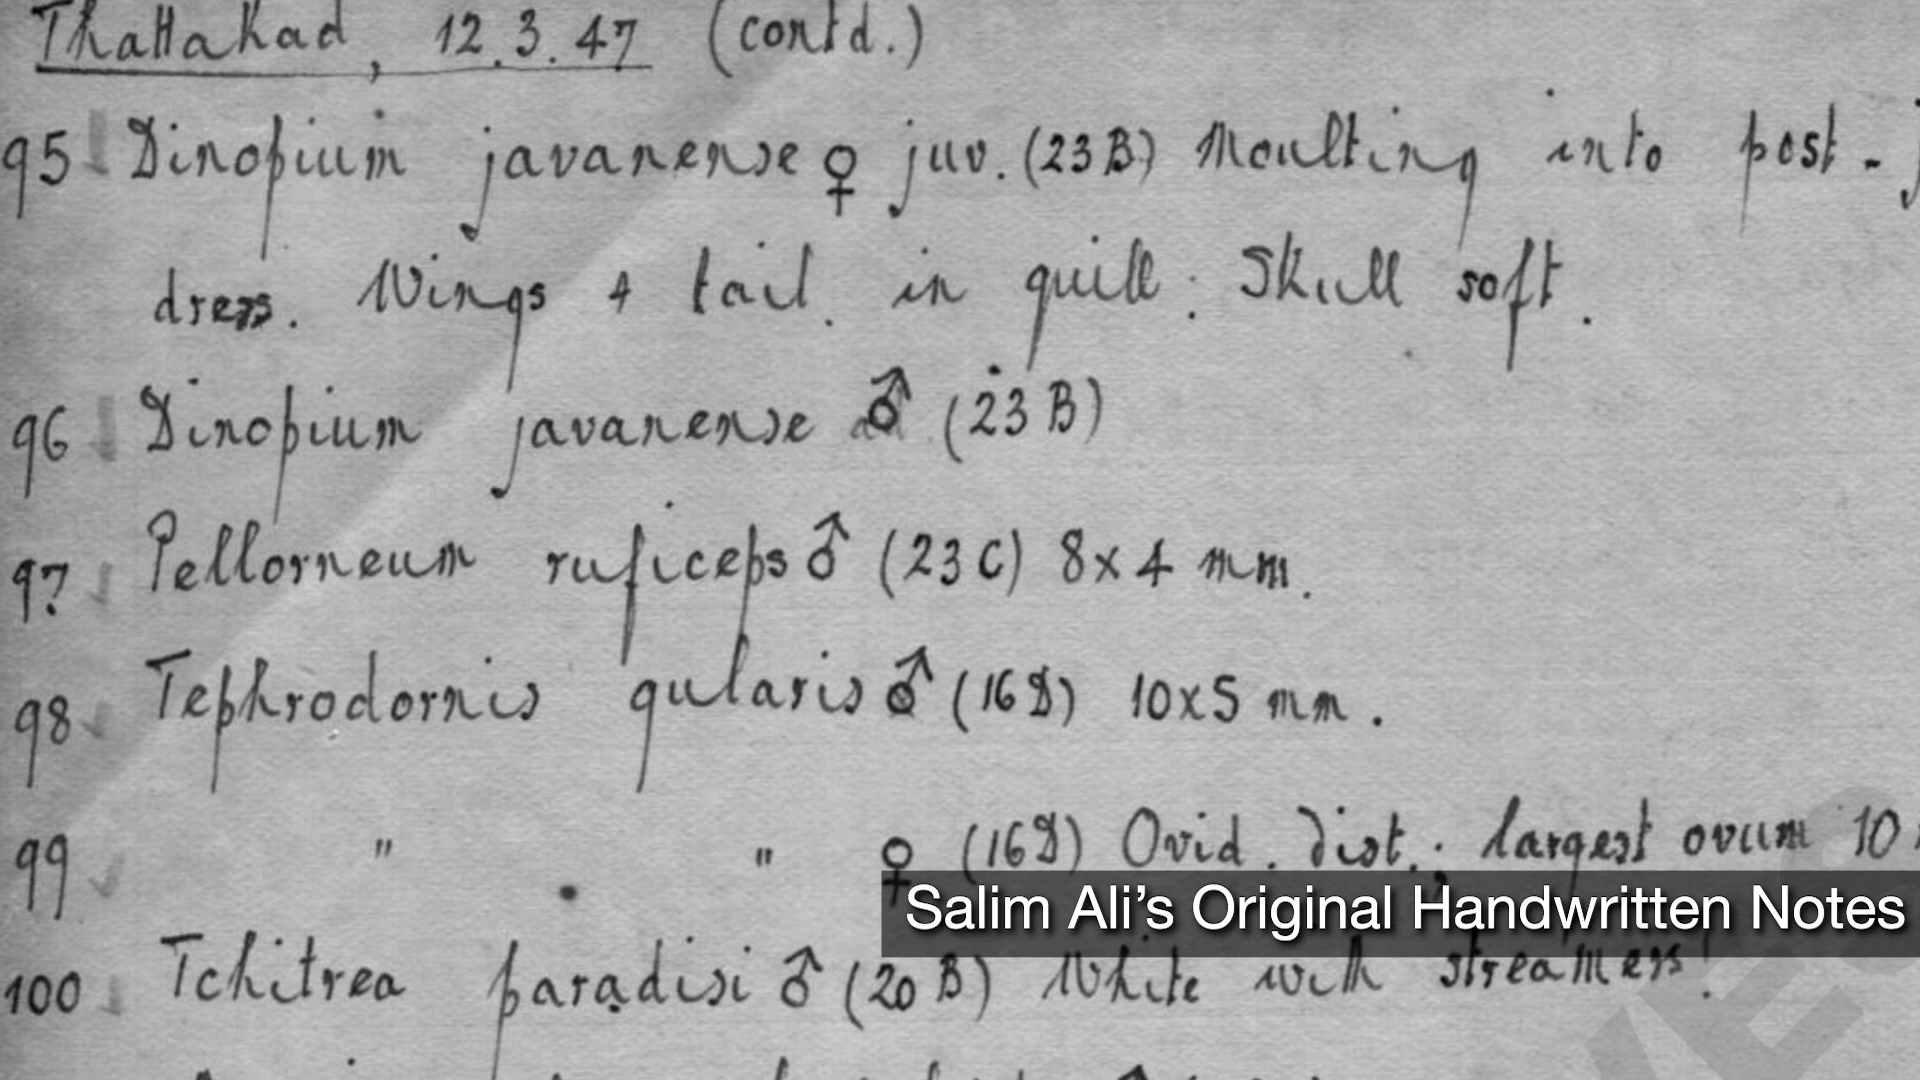 Thattakad, 12.3.47 (contd.)
95 Dinopium javanense ♀ juv. (23B) Moulting into post-
dress. Wings & tail in quill. Skull soft.
96 Dinopium javanense ♂ (23B)
97 Pellorneum ruficeps ♂ (23C) 8x4 mm.
98 Tephrodornis gularis ♂ (16D) 10x5 mm.
99 " " ♀ (16D) Ovid. dist.; largest ovum 10
Salim Ali's Original Handwritten Notes
100 Tchitrea paradisi ♂ (20B) White with streamers!